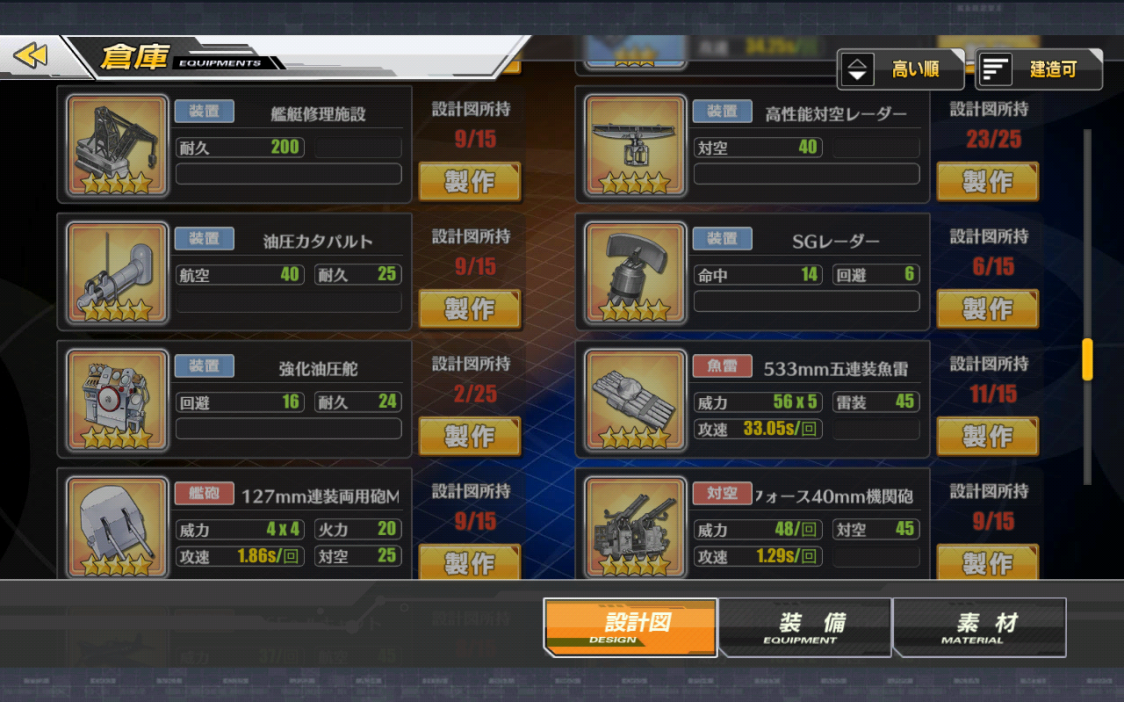 倉庫 EQUIPMENTS
高い順
建造可
装置 艦艇修理施設
耐久 200
設計図所持
9/15
製作
装置 高性能対空レーダー
対空 40
設計図所持
23/25
製作
装置 油圧カタパルト
航空 40 耐久 25
設計図所持
9/15
製作
装置 SGレーダー
命中 14 回避 6
設計図所持
6/15
製作
装置 強化油圧舵
回避 16 耐久 24
設計図所持
2/25
製作
魚雷 533mm五連装魚雷
威力 56 x 5 雷装 45
攻速 33.05s/回
設計図所持
11/15
製作
艦砲 127mm連装両用砲M
威力 4 x 4 火力 20
攻速 1.86s/回 対空 25
設計図所持
9/15
製作
対空 フォース40mm機関砲
威力 48/回 対空 45
攻速 1.29s/回
設計図所持
9/15
製作
設計図
DESIGN
装備
EQUIPMENT
素材
MATERIAL